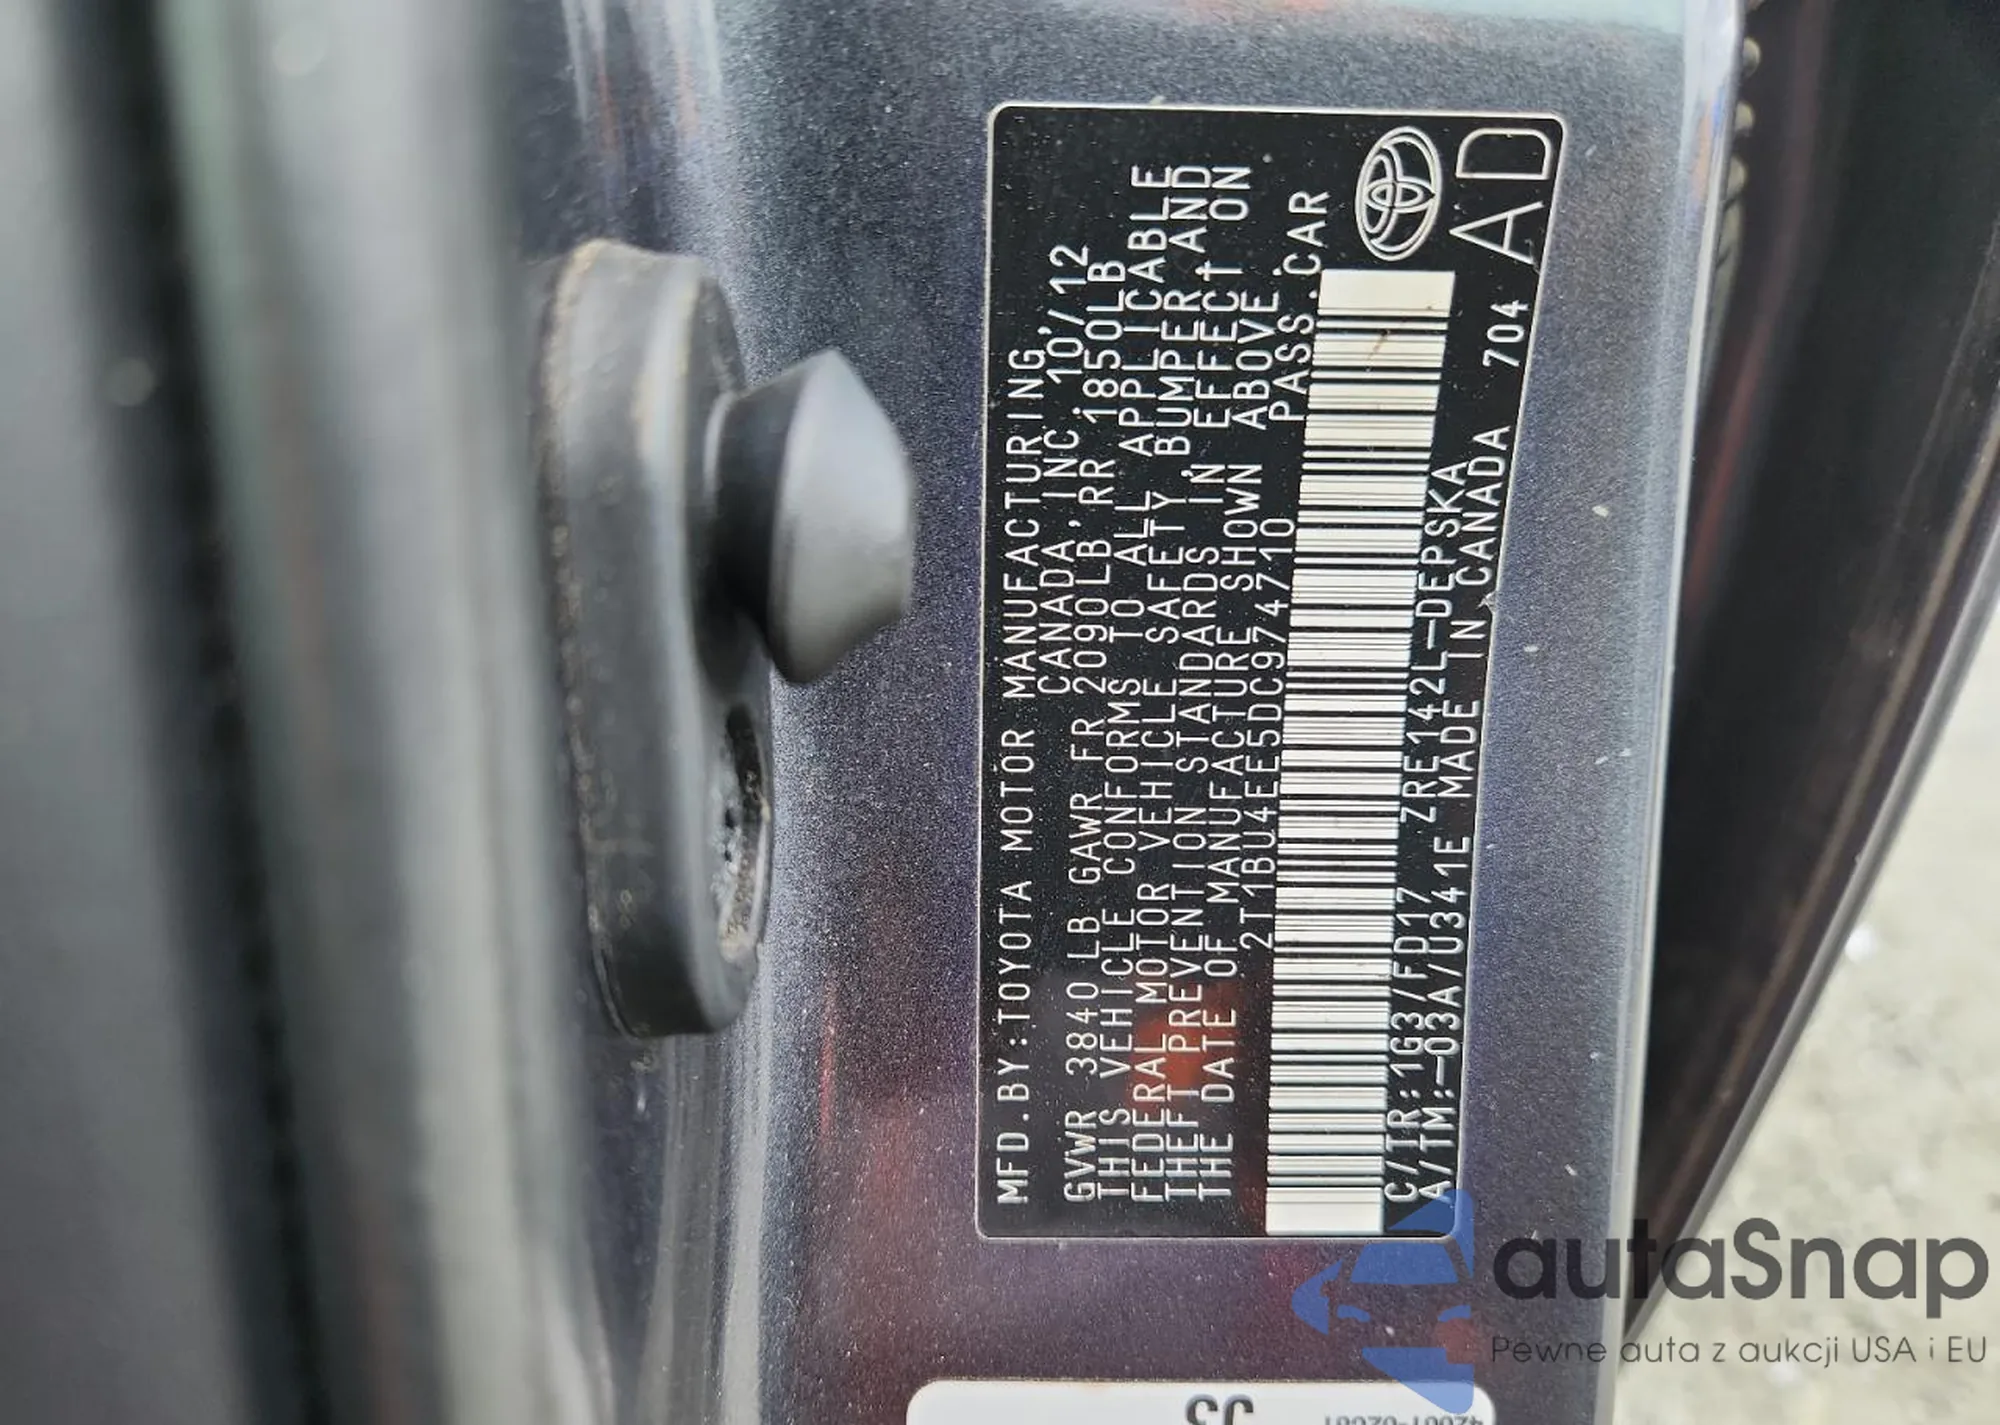 MFD.BY:TOYOTA MOTOR MANUFACTURING,
CANADA,INC. 10/12
GVWR 3840 LB GAWR FR 2090LB RR 1850LB
THIS VEHICLE CONFORMS TO ALL APPLICABLE
FEDERAL MOTOR VEHICLE SAFETY, BUMPER, AND
THEFT PREVENTION STANDARDS IN EFFECT ON
THE DATE OF MANUFACTURE SHOWN ABOVE.
2T1BU4EE5DC974710 PASS.CAR
C/TR:1G3/FD17 ZRE142L-DEPSKA
A/TM:-03A/U341E MADE IN CANADA 704
AD
autaSnap
Pewne auta z aukcji USA i EU
J3